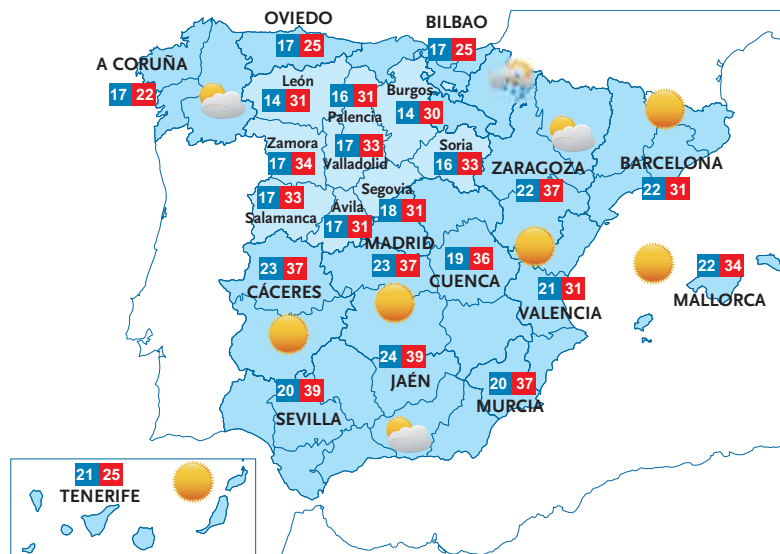 OVIEDO
17 25
BILBAO
17 25
A CORUÑA
17 22
León
14 31
16 31
Palencia
Burgos
14 30
Zamora
17 34
17 33
Valladolid
Soria
16 33
ZARAGOZA
22 37
BARCELONA
22 31
17 33
Salamanca
Ávila
17 31
Segovia
18 31
MADRID
23 37
19 36
CUENCA
23 37
CÁCERES
21 31
VALENCIA
22 34
MALLORCA
24 39
JAÉN
20 39
SEVILLA
20 37
MURCIA
21 25
TENERIFE